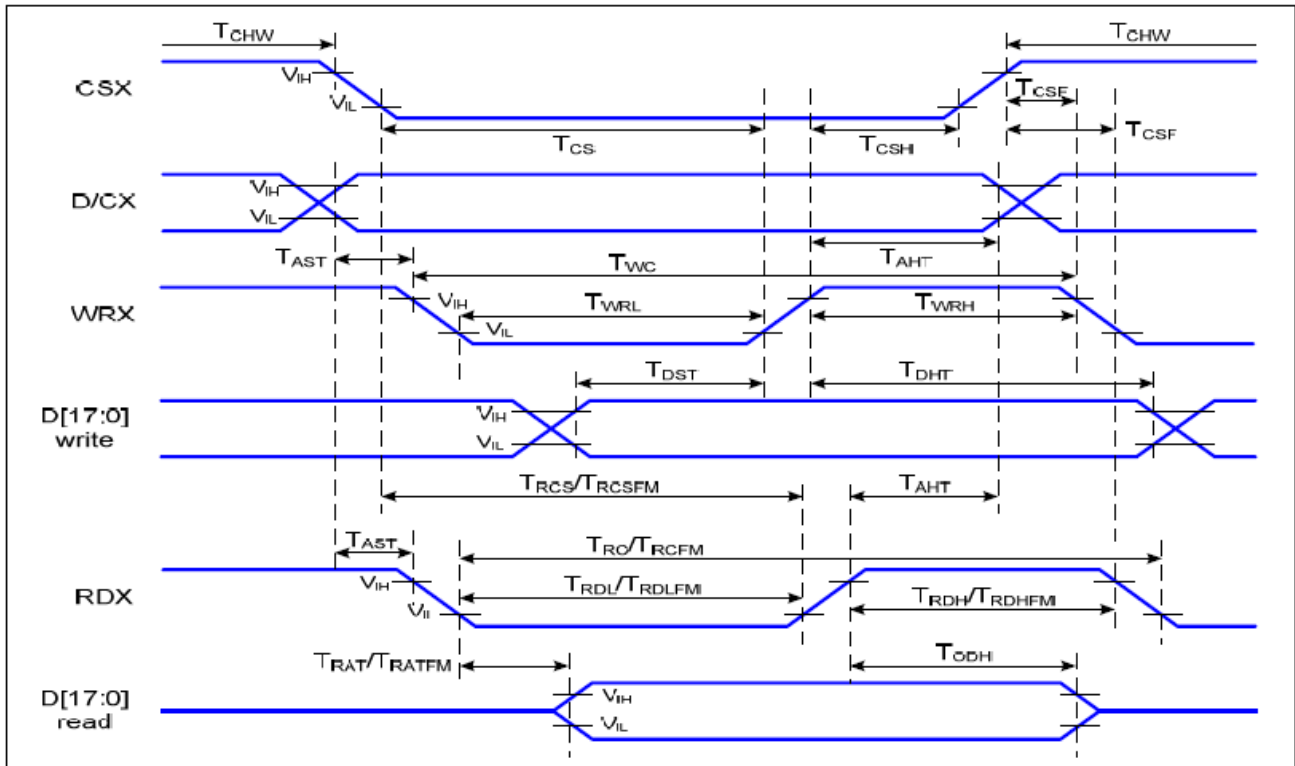 TCHW TCHW
CSX VIH
VIL
TCSF
TCS TCSH TCSF
D/CX VIH
VIL
TAST TWC TAHT
WRX VIH TWRL TWRH
VIL
TDST TDHT
D[17:0] VIH
write VIL
TRCS/TRCSFM TAHT
TAST TRC/TRCFM
RDX VIH TRDL/TRDLFM
VIL TRDH/TRDHFM
TRAT/TRATFM TODH
D[17:0] VIH
read VIL